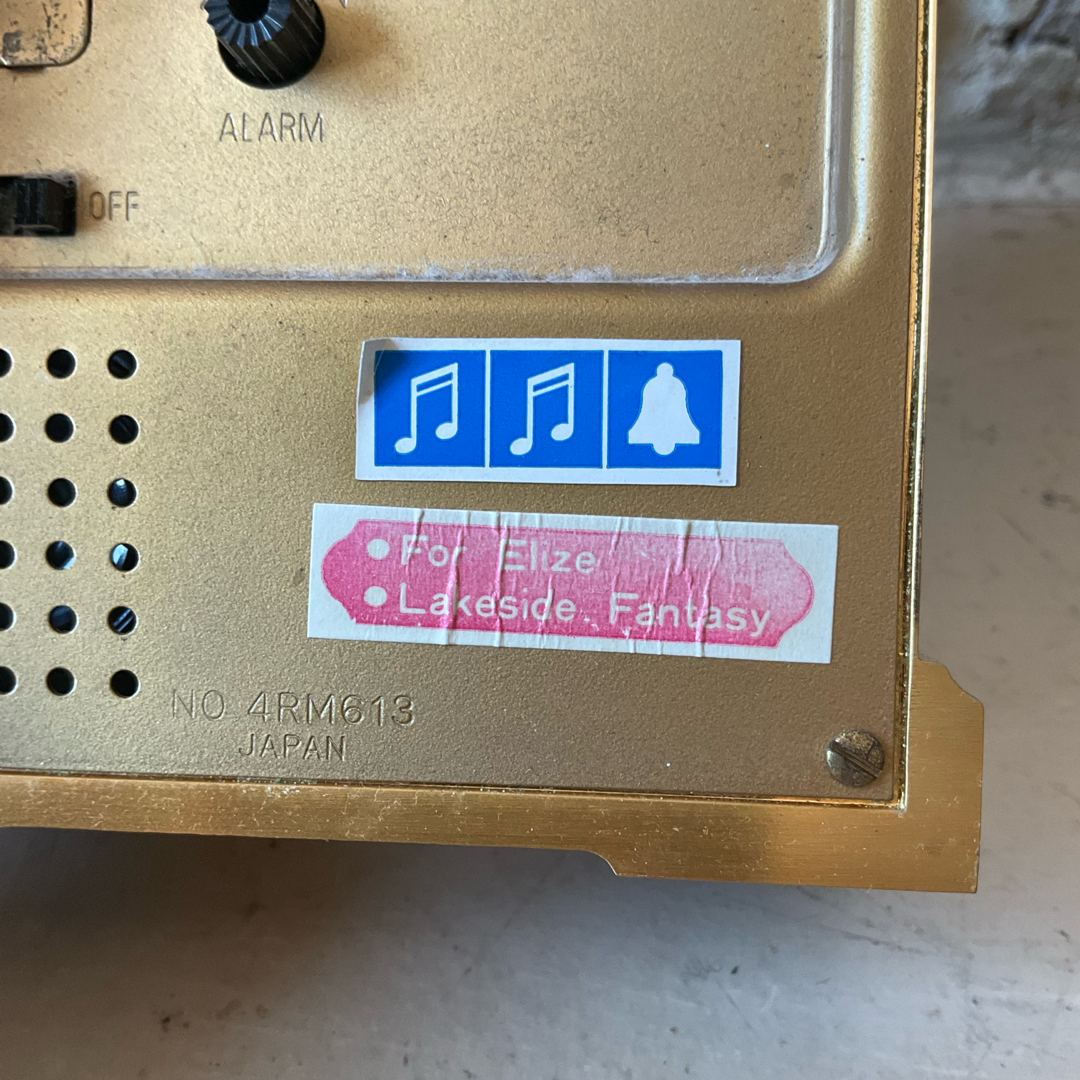 ALARM
OFF
For Elize
Lakeside. Fantasy
NO 4RM613
JAPAN